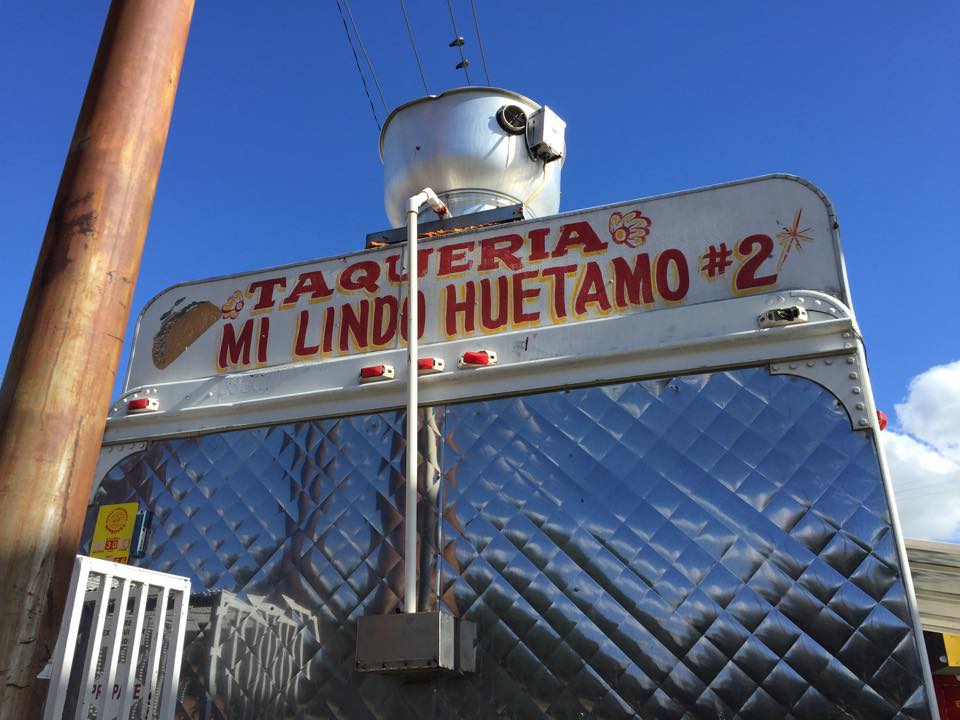 TAQUERIA
MI LINDO HUETAMO #2